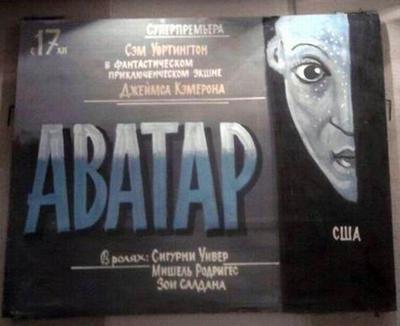 с 17 XII
СУПЕРПРЕМЬЕРА
СЭМ УОРТИНГТОН
В ФАНТАСТИЧЕСКОМ
ПРИКЛЮЧЕНЧЕСКОМ ЭКШНЕ
ДЖЕЙМСА КЭМЕРОНА
АВАТАР
США
В ролях: СИГУРНИ УИВЕР
МИШЕЛЬ РОДРИГЕС
ЗОИ САЛДАНА